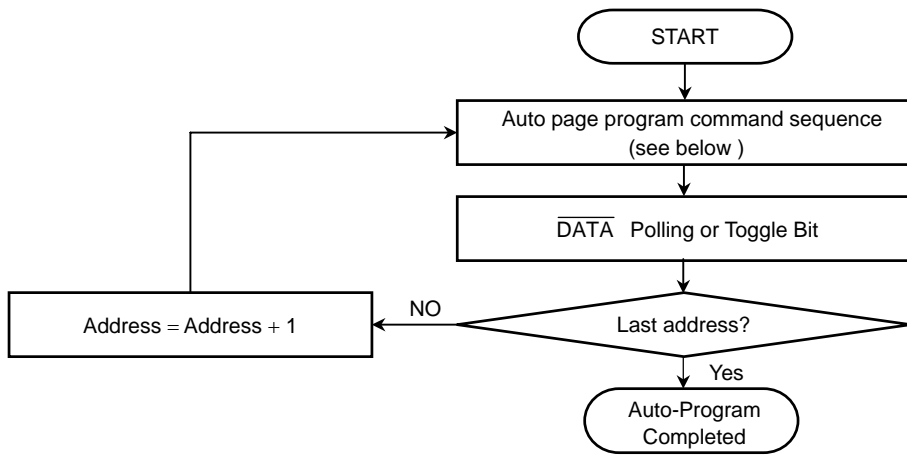 START
Auto page program command sequence
(see below )
D̅A̅T̅A̅ Polling or Toggle Bit
Last address?
NO
Address = Address + 1
Yes
Auto-Program
Completed